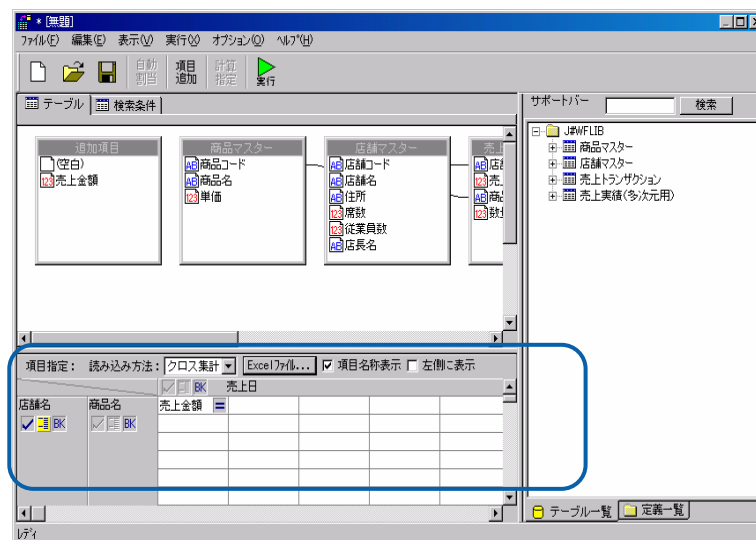 * [無題]
ファイル(F) 編集(E) 表示(V) 実行(X) オプション(O) ヘルプ(H)
自動割当 項目追加 計算指定 実行
テーブル 検索条件
追加項目
(空白)
売上金額
商品マスター
商品コード
商品名
単価
店舗マスター
店舗コード
店舗名
住所
席数
従業員数
店長名
売上
店舗
売
商品
数量
サポートバー 検索
J#WFLIB
商品マスター
店舗マスター
売上トランザクション
売上実績(多次元用)
項目指定: 読み込み方法: クロス集計 Excelファイル... 項目名称表示 左側に表示
BK 売上日
店舗名 商品名 売上金額
BK BK
テーブル一覧 定義一覧
レディ